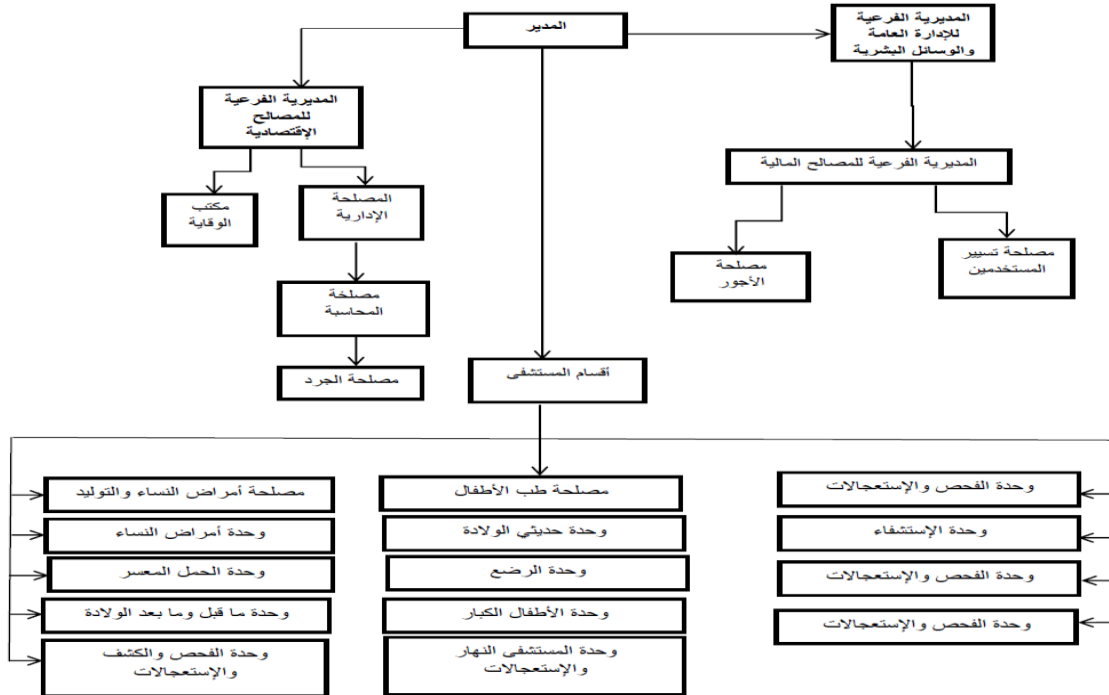 المدير
المديرية الفرعية
للإدارة العامة
والوسائل البشرية
المديرية الفرعية
للمصالح
الإقتصادية
المديرية الفرعية للمصالح المالية
مكتب
الوقاية
المصلحة
الإدارية
مصلحة تسيير
المستخدمين
مصلحة
الأجور
مصلخة
المحاسبة
أقسام المستشفى
مصلحة الجرد
وحدة الفحص والإستعجالات
وحدة الإستشفاء
وحدة الفحص والإستعجالات
وحدة الفحص والإستعجالات
مصلحة طب الأطفال
وحدة حديثي الولادة
وحدة الرضع
وحدة الأطفال الكبار
وحدة المستشفى النهار
والإستعجالات
مصلحة أمراض النساء والتوليد
وحدة أمراض النساء
وحدة الحمل المعسر
وحدة ما قبل وما بعد الولادة
وحدة الفحص والكشف
والإستعجالات